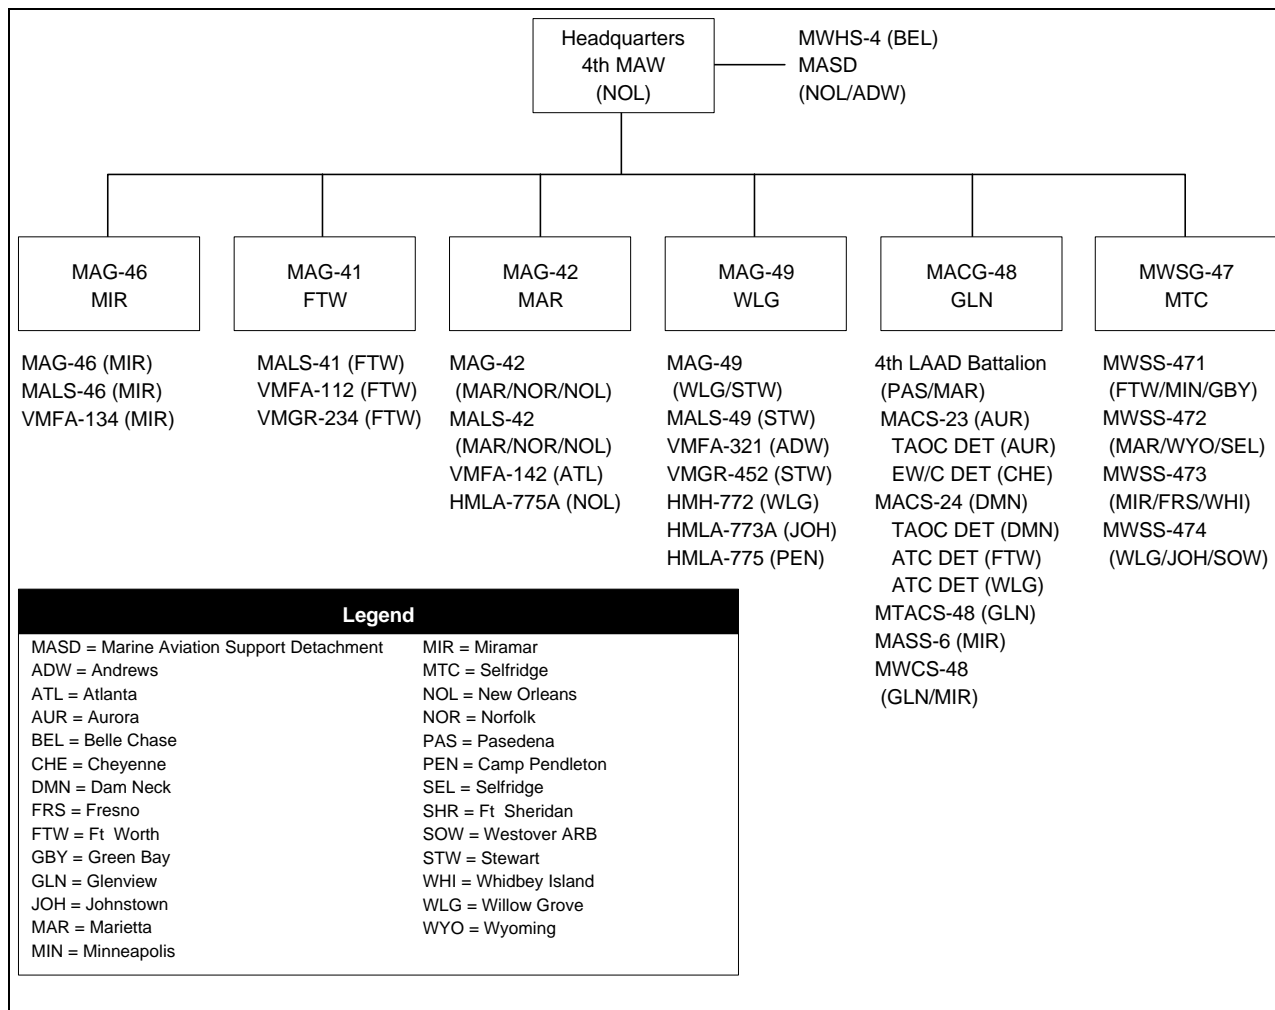 Headquarters
4th MAW
(NOL)
MWHS-4 (BEL)
MASD
(NOL/ADW)
MAG-46
MIR
MAG-41
FTW
MAG-42
MAR
MAG-49
WLG
MACG-48
GLN
MWSG-47
MTC
MAG-46 (MIR)
MALS-46 (MIR)
VMFA-134 (MIR)
MALS-41 (FTW)
VMFA-112 (FTW)
VMGR-234 (FTW)
MAG-42
(MAR/NOR/NOL)
MALS-42
(MAR/NOR/NOL)
VMFA-142 (ATL)
HMLA-775A (NOL)
MAG-49
(WLG/STW)
MALS-49 (STW)
VMFA-321 (ADW)
VMGR-452 (STW)
HMH-772 (WLG)
HMLA-773A (JOH)
HMLA-775 (PEN)
4th LAAD Battalion
(PAS/MAR)
MACS-23 (AUR)
TAOC DET (AUR)
EW/C DET (CHE)
MACS-24 (DMN)
TAOC DET (DMN)
ATC DET (FTW)
ATC DET (WLG)
MTACS-48 (GLN)
MASS-6 (MIR)
MWCS-48
(GLN/MIR)
MWSS-471
(FTW/MIN/GBY)
MWSS-472
(MAR/WYO/SEL)
MWSS-473
(MIR/FRS/WHI)
MWSS-474
(WLG/JOH/SOW)
Legend
MASD = Marine Aviation Support Detachment
ADW = Andrews
ATL = Atlanta
AUR = Aurora
BEL = Belle Chase
CHE = Cheyenne
DMN = Dam Neck
FRS = Fresno
FTW = Ft Worth
GBY = Green Bay
GLN = Glenview
JOH = Johnstown
MAR = Marietta
MIN = Minneapolis
MIR = Miramar
MTC = Selfridge
NOL = New Orleans
NOR = Norfolk
PAS = Pasedena
PEN = Camp Pendleton
SEL = Selfridge
SHR = Ft Sheridan
SOW = Westover ARB
STW = Stewart
WHI = Whidbey Island
WLG = Willow Grove
WYO = Wyoming